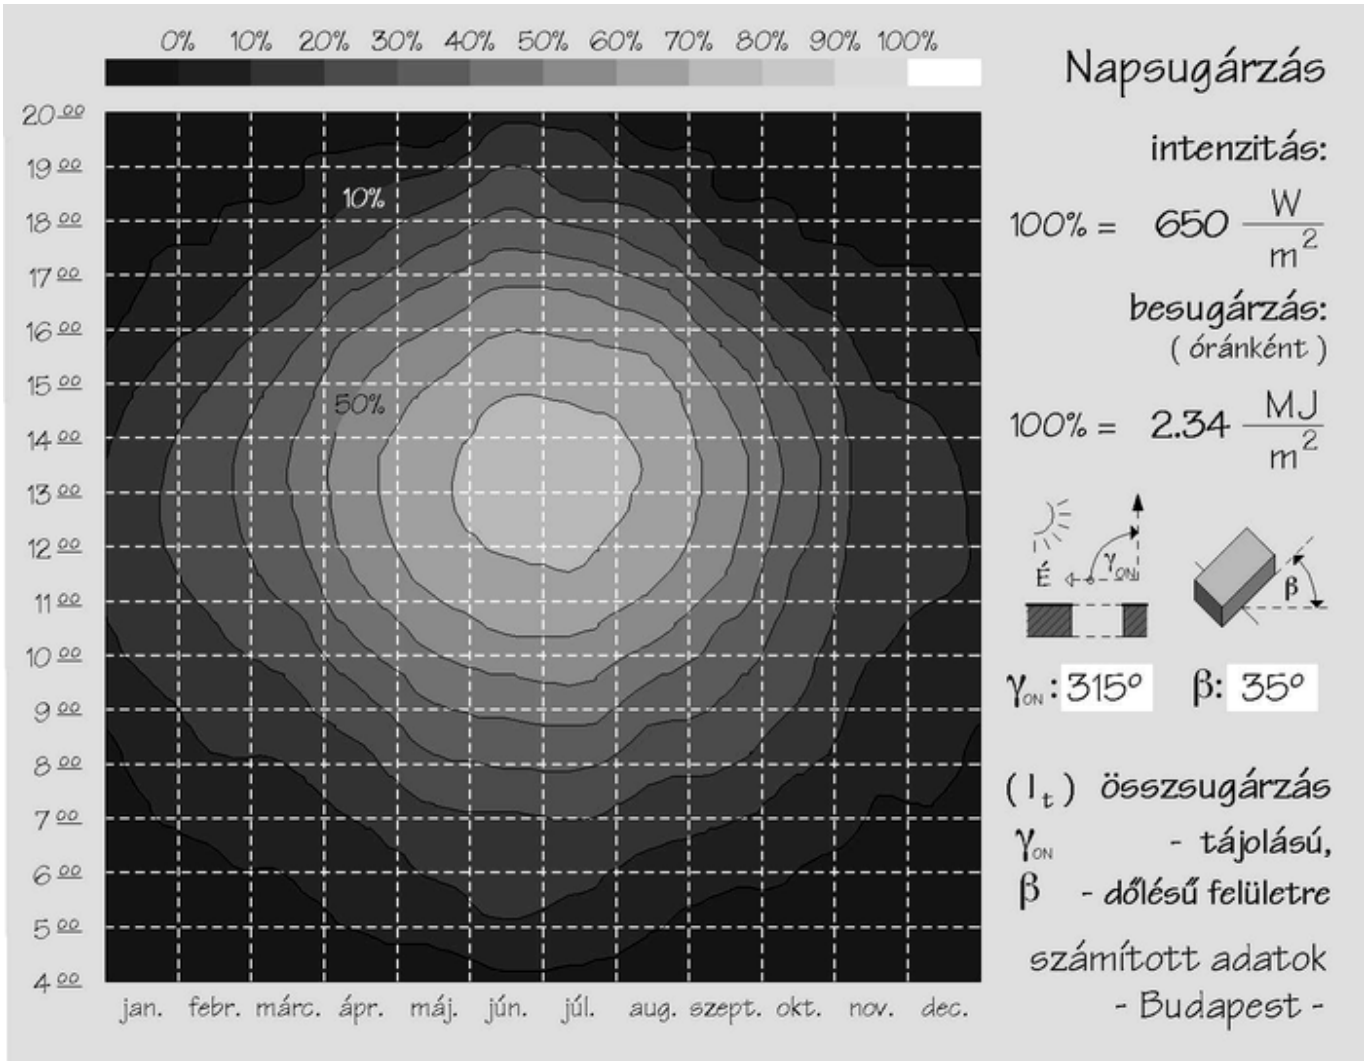 0% 10% 20% 30% 40% 50% 60% 70% 80% 90% 100%
Napsugárzás
intenzitás:
100% = 650 W/m²
besugárzás:
( óránként )
100% = 2.34 MJ/m²
20 00
19 00
18 00
17 00
16 00
15 00
14 00
13 00
12 00
11 00
10 00
9 00
8 00
7 00
6 00
5 00
4 00
10%
50%
jan. febr. márc. ápr. máj. jún. júl. aug. szept. okt. nov. dec.
É γON
β
γON : 315° β: 35°
( I t ) összsugárzás
γON - tájolású,
β - dőlésű felületre
számított adatok
- Budapest -